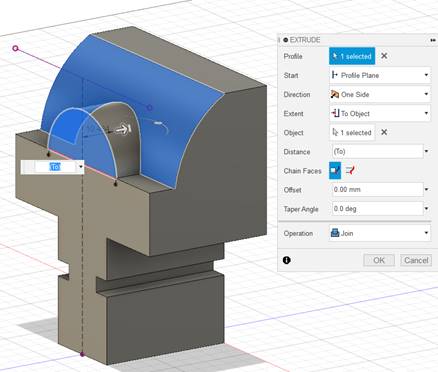 EXTRUDE
Profile 1 selected
Start Profile Plane
Direction One Side
Extent To Object
Object 1 selected
Distance (To)
Chain Faces
Offset 0.00 mm
Taper Angle 0.0 deg
Operation Join
OK Cancel
(To)